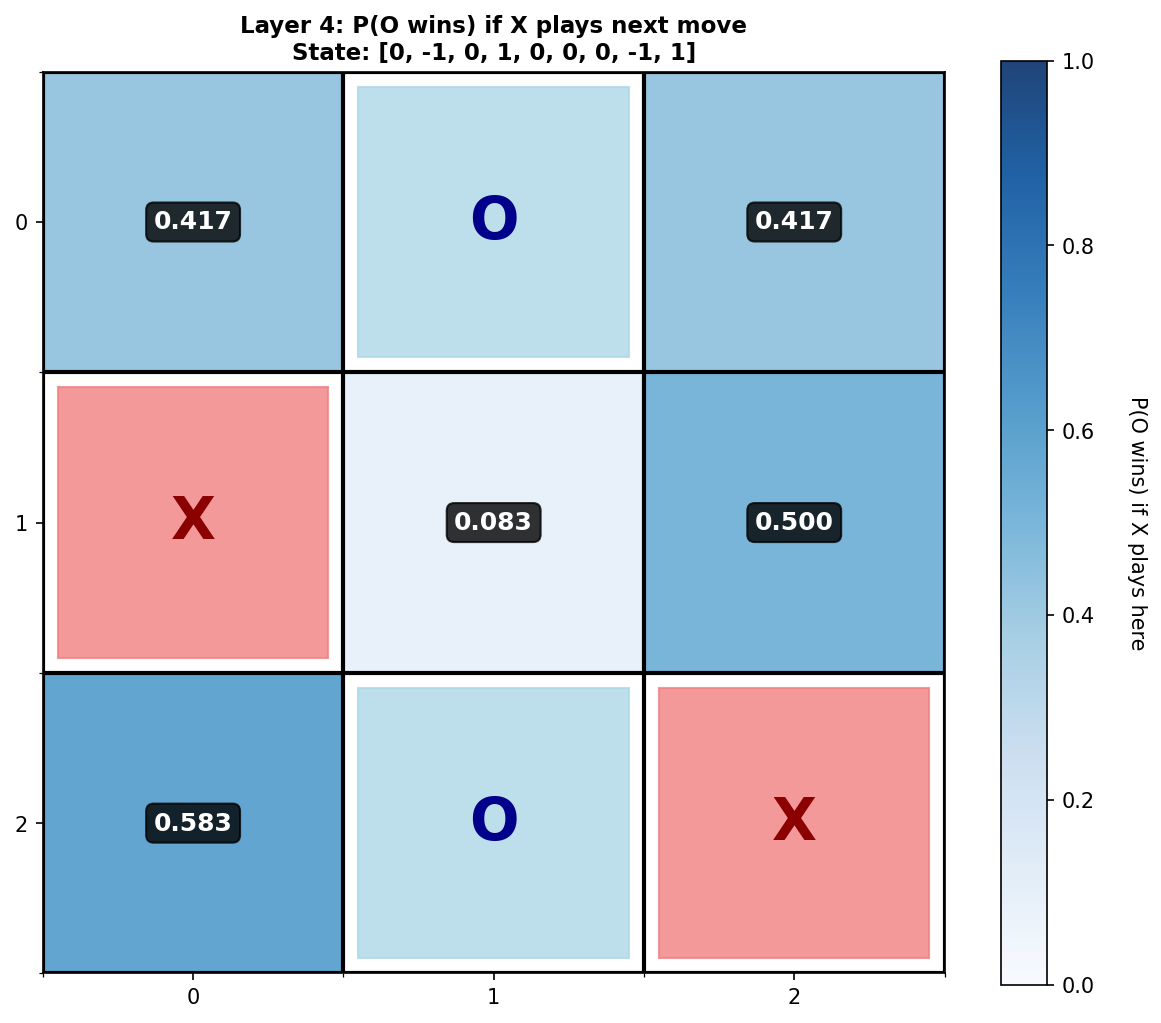 Layer 4: P(O wins) if X plays next move
State: [0, -1, 0, 1, 0, 0, 0, -1, 1]
0
0.417
O
0.417
1
X
0.083
0.500
2
0.583
O
X
0
1
2
1.0
0.8
0.6
0.4
0.2
0.0
P(O wins) if X plays here